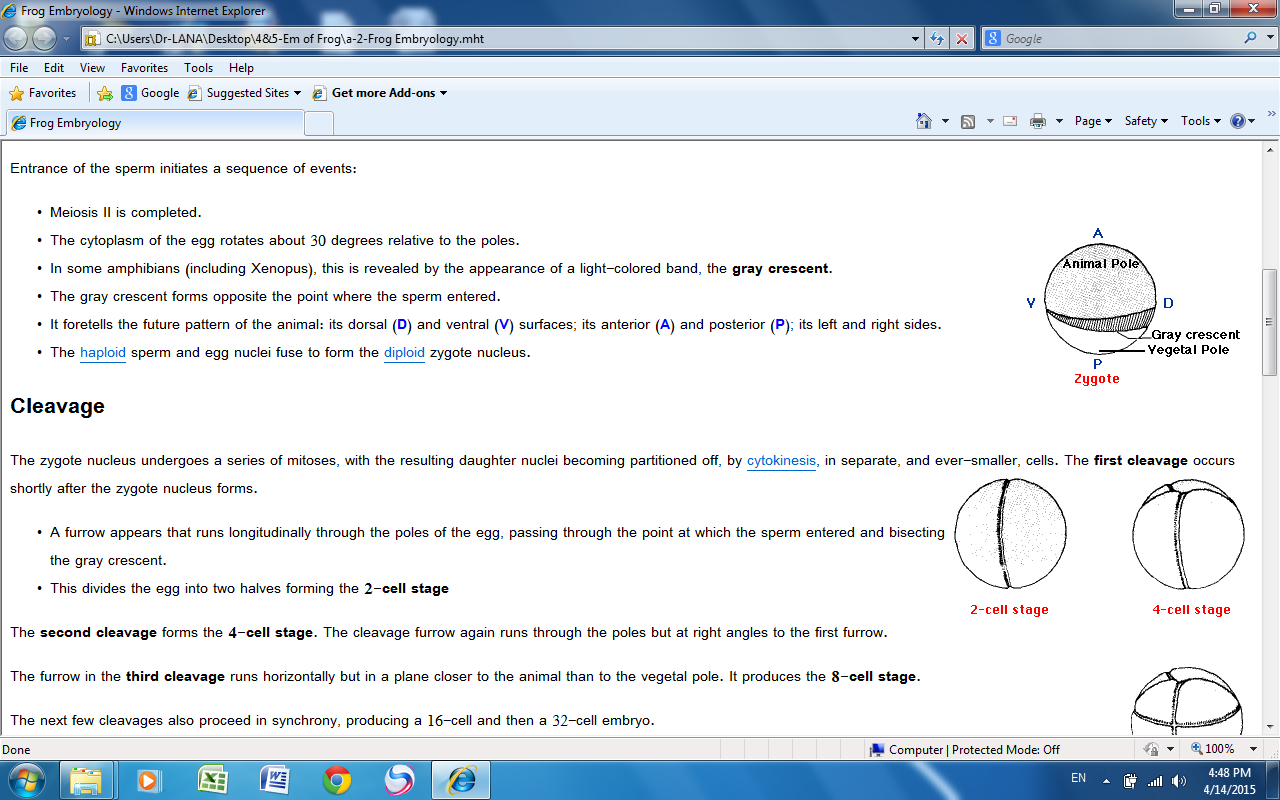 Frog Embryology - Windows Internet Explorer
C:\Users\Dr-LANA\Desktop\4&5-Em of Frog\a-2-Frog Embryology.mht
Google
File Edit View Favorites Tools Help
Favorites Google Suggested Sites Get more Add-ons
Frog Embryology
Page Safety Tools
Entrance of the sperm initiates a sequence of events:
• Meiosis II is completed.
• The cytoplasm of the egg rotates about 30 degrees relative to the poles.
• In some amphibians (including Xenopus), this is revealed by the appearance of a light-colored band, the gray crescent.
• The gray crescent forms opposite the point where the sperm entered.
• It foretells the future pattern of the animal: its dorsal (D) and ventral (V) surfaces; its anterior (A) and posterior (P); its left and right sides.
• The haploid sperm and egg nuclei fuse to form the diploid zygote nucleus.
A
Animal Pole
V D
Gray crescent
Vegetal Pole
P
Zygote
Cleavage
The zygote nucleus undergoes a series of mitoses, with the resulting daughter nuclei becoming partitioned off, by cytokinesis, in separate, and ever-smaller, cells. The first cleavage occurs
shortly after the zygote nucleus forms.
• A furrow appears that runs longitudinally through the poles of the egg, passing through the point at which the sperm entered and bisecting
the gray crescent.
• This divides the egg into two halves forming the 2-cell stage
2-cell stage 4-cell stage
The second cleavage forms the 4-cell stage. The cleavage furrow again runs through the poles but at right angles to the first furrow.
The furrow in the third cleavage runs horizontally but in a plane closer to the animal than to the vegetal pole. It produces the 8-cell stage.
The next few cleavages also proceed in synchrony, producing a 16-cell and then a 32-cell embryo.
Done
Computer | Protected Mode: Off
100%
EN
4:48 PM
4/14/2015